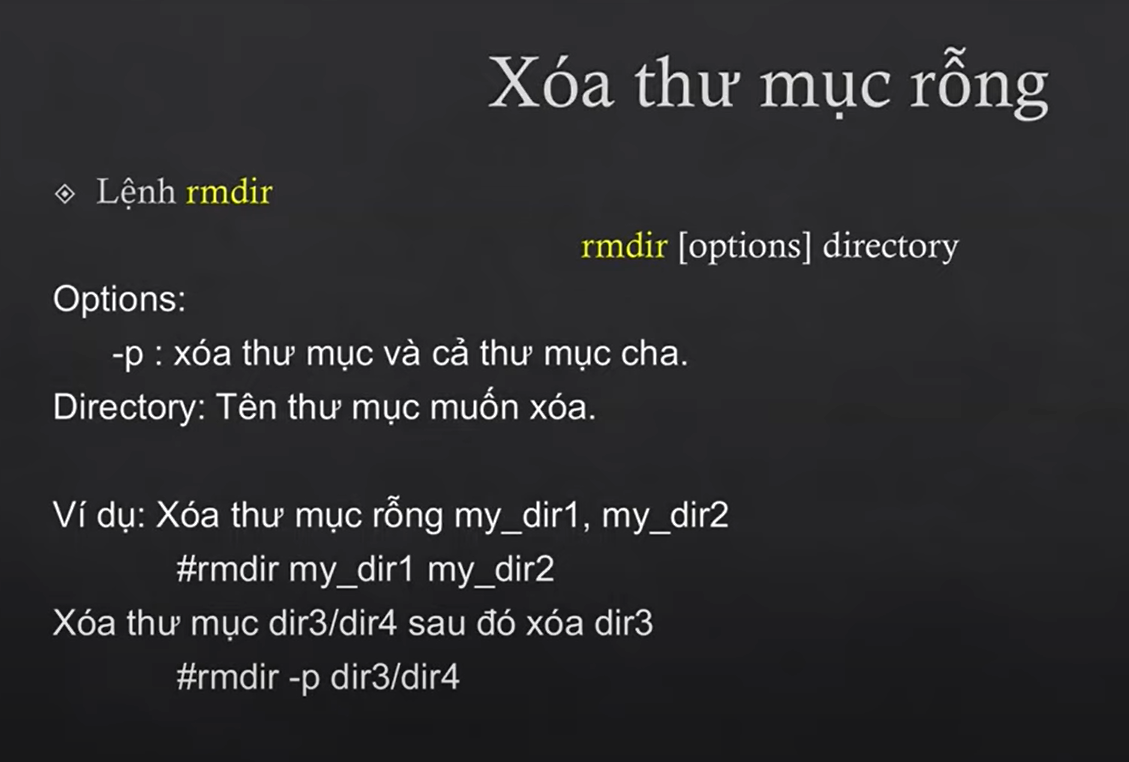 Xóa thư mục rỗng
Lệnh rmdir
rmdir [options] directory
Options:
-p : xóa thư mục và cả thư mục cha.
Directory: Tên thư mục muốn xóa.
Ví dụ: Xóa thư mục rỗng my_dir1, my_dir2
#rmdir my_dir1 my_dir2
Xóa thư mục dir3/dir4 sau đó xóa dir3
#rmdir -p dir3/dir4